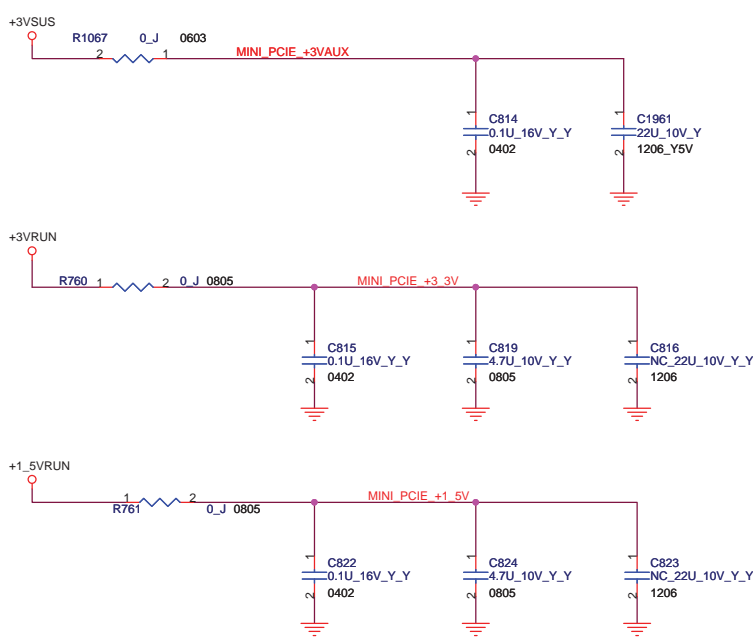 +3VSUS
R1067 0_J 0603
2 1 MINI_PCIE_+3VAUX
1 C814 1 C1961
0.1U_16V_Y_Y 22U_10V_Y
2 0402 2 1206_Y5V
+3VRUN
R760 1 2 0_J 0805 MINI_PCIE_+3_3V
1 C815 1 C819 1 C816
0.1U_16V_Y_Y 4.7U_10V_Y_Y NC_22U_10V_Y_Y
2 0402 2 0805 2 1206
+1_5VRUN
1 2 MINI_PCIE_+1_5V
R761 0_J 0805
1 C822 1 C824 1 C823
0.1U_16V_Y_Y 4.7U_10V_Y_Y NC_22U_10V_Y_Y
2 0402 2 0805 2 1206